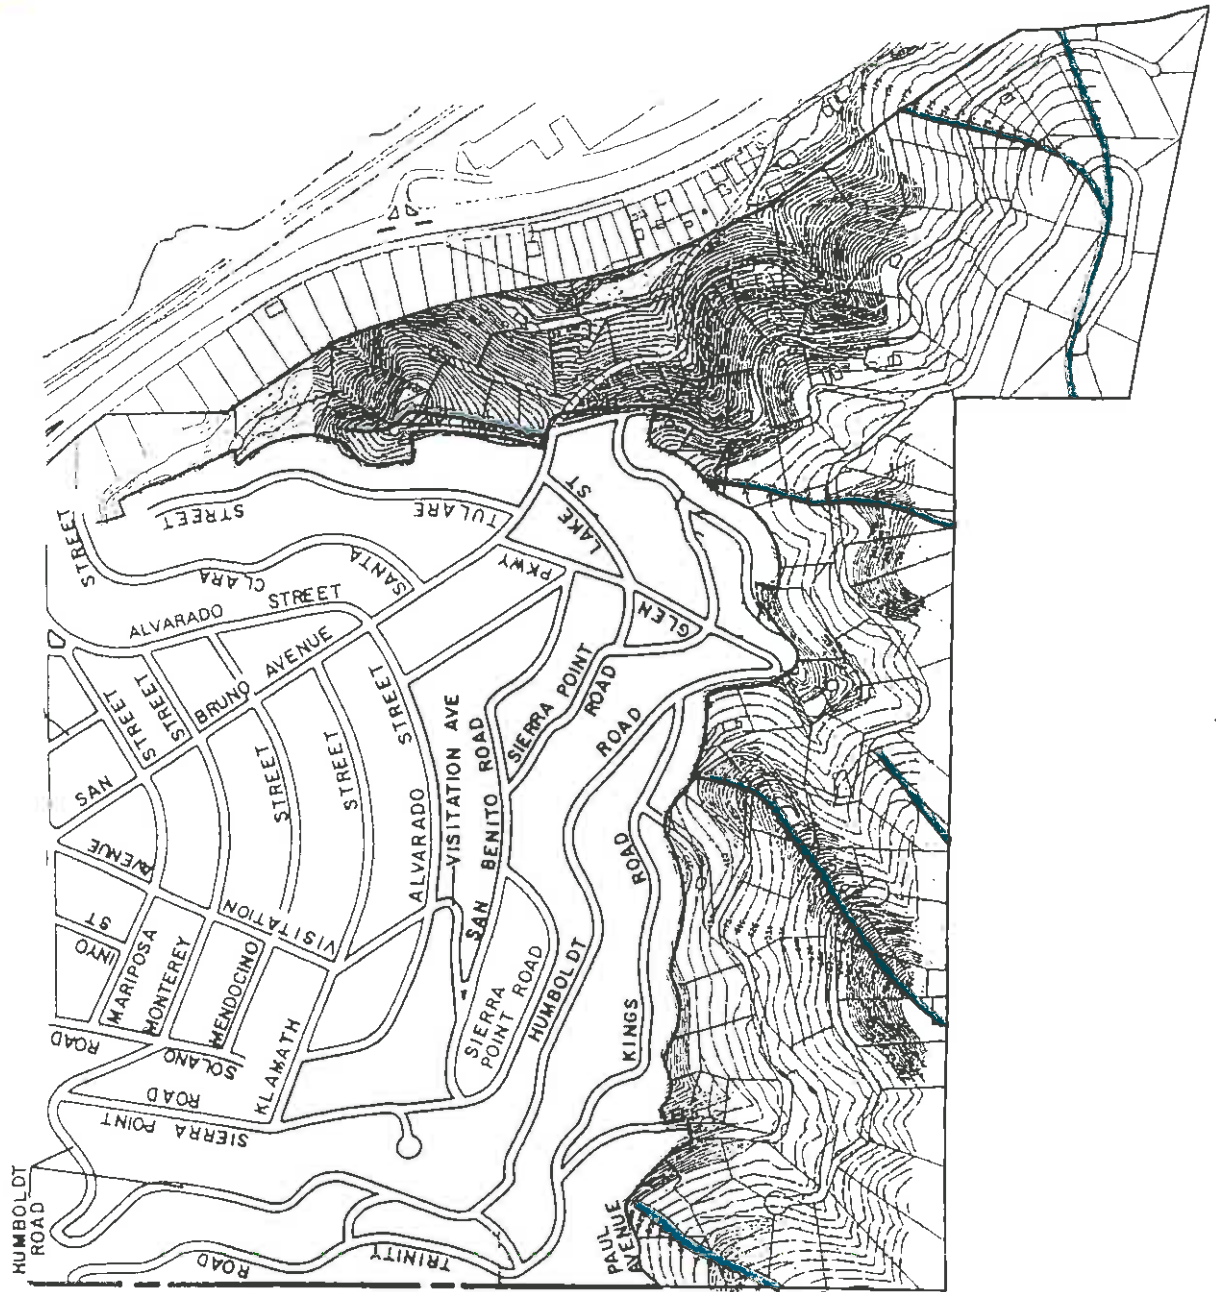 STREET
TULARE
STREET
SANTA
CLARA
STREET
LAKE
ST
PKWY
GLEN
ALVARADO
STREET
SAN
BRUNO
AVENUE
STREET
STREET
STREET
STREET
STREET
ALVARADO
VISITATION AVE
SAN
BENITO ROAD
SIERRA POINT
ROAD
ROAD
ROAD
AVENUE
VISITATION
INYO
ST
MARIPOSA
MONTEREY
MENDOCINO
KLAMATH
SOLANO
ROAD
SIERRA
POINT ROAD
HUMBOLDT
KINGS
SIERRA POINT
ROAD
HUMBOLDT
ROAD
PAUL
AVENUE
TRINITY
ROAD